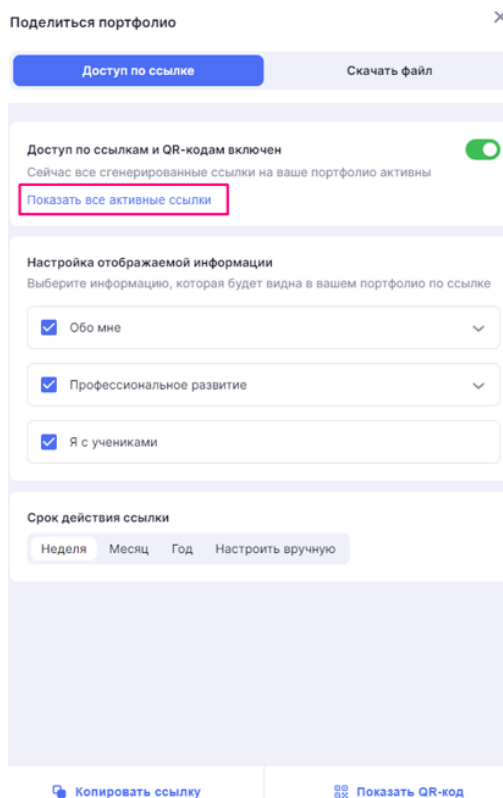 Поделиться портфолио
Доступ по ссылке
Скачать файл
Доступ по ссылкам и QR-кодам включен
Сейчас все сгенерированные ссылки на ваше портфолио активны
Показать все активные ссылки
Настройка отображаемой информации
Выберите информацию, которая будет видна в вашем портфолио по ссылке
Обо мне
Профессиональное развитие
Я с учениками
Срок действия ссылки
Неделя Месяц Год Настроить вручную
Копировать ссылку
Показать QR-код